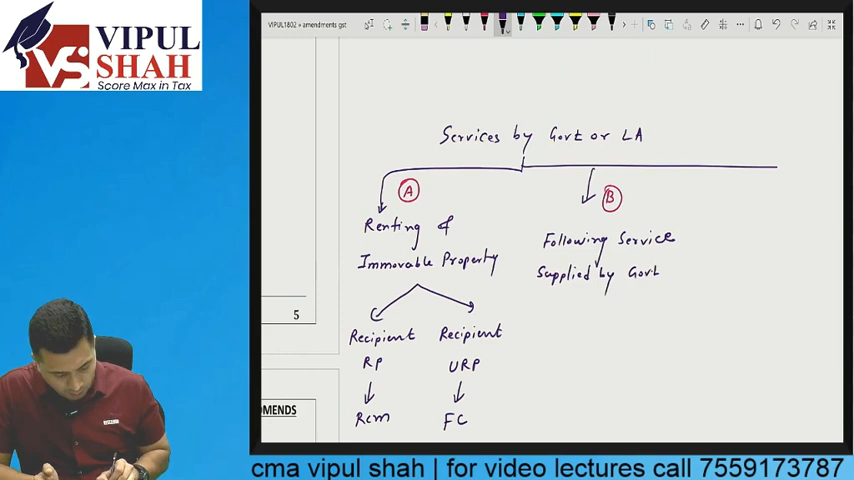 VIPUL
SHAH
Score Max in Tax
VS
VIPUL1802 + amendments gst
Services by Govt or LA
A
B
Renting of
Immovable Property
Following Service
Supplied by Govt
Recipient
RP
Rcm
Recipient
URP
FC
5
OMENDS
cma vipul shah | for video lectures call 7559173787